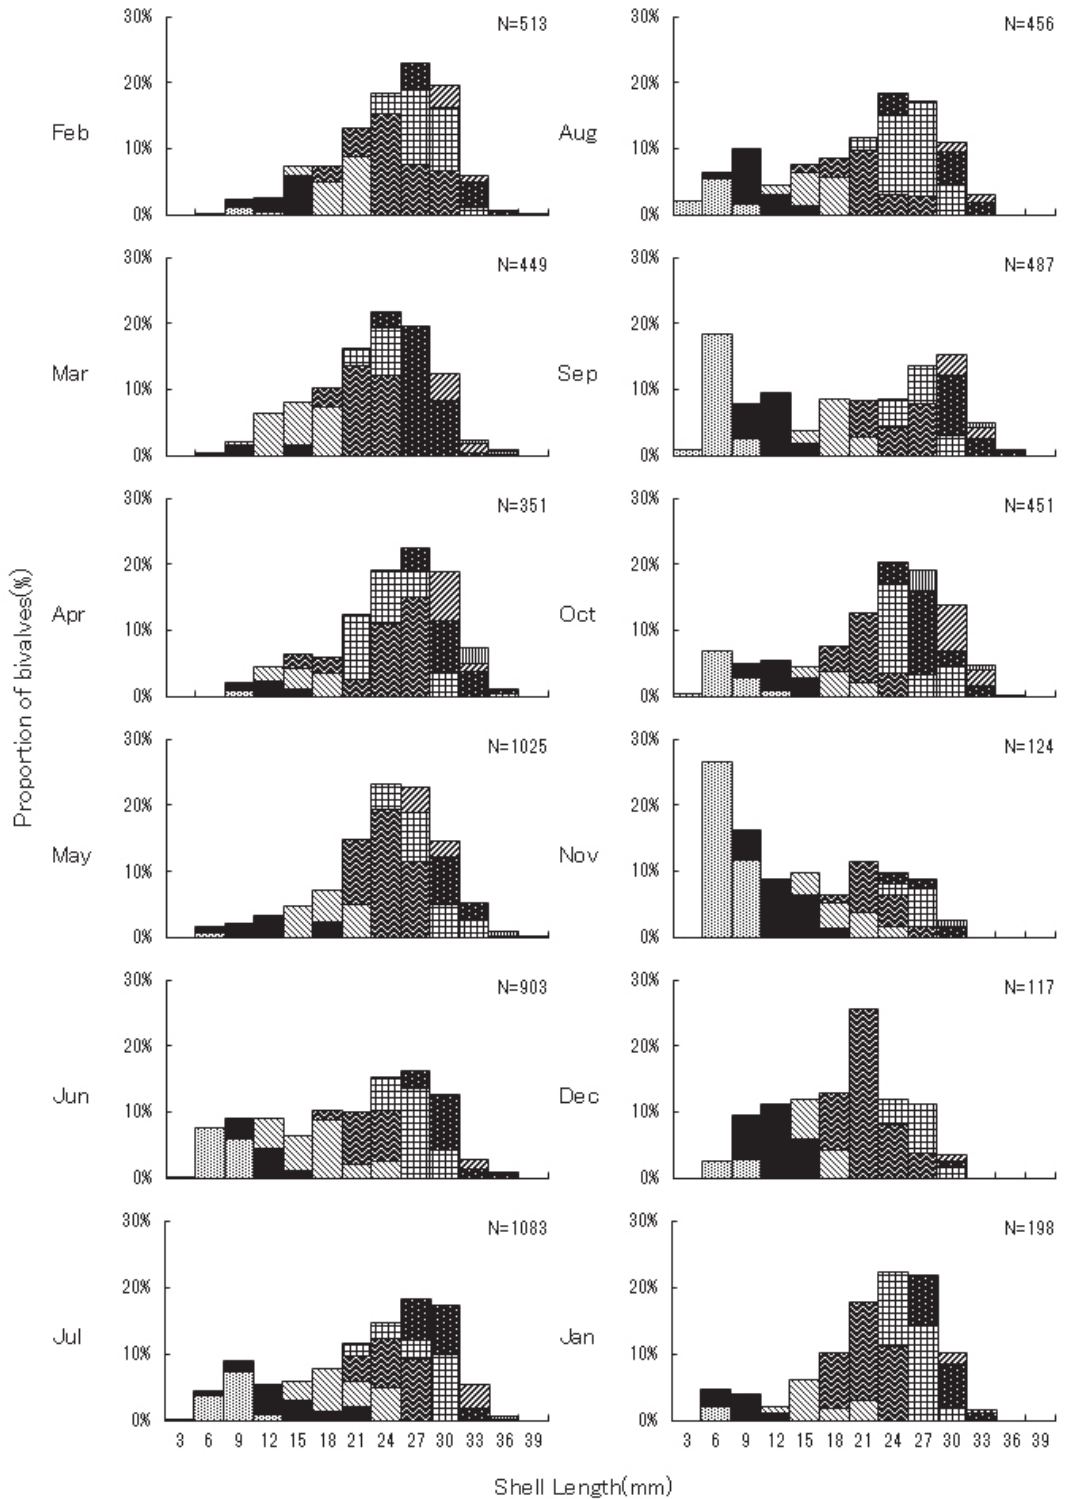 30%
N=513
20%
Feb
10%
0%
30%
N=456
20%
Aug
10%
0%
30%
N=449
20%
Mar
10%
0%
30%
N=487
20%
Sep
10%
0%
30%
N=351
20%
Apr
10%
0%
30%
N=451
20%
Oct
10%
0%
Proportion of bivalves(%)
30%
N=1025
20%
May
10%
0%
30%
N=124
20%
Nov
10%
0%
30%
N=903
20%
Jun
10%
0%
30%
N=117
20%
Dec
10%
0%
30%
N=1083
20%
Jul
10%
0%
3 6 9 12 15 18 21 24 27 30 33 36 39
30%
N=198
20%
Jan
10%
0%
3 6 9 12 15 18 21 24 27 30 33 36 39
Shell Length(mm)